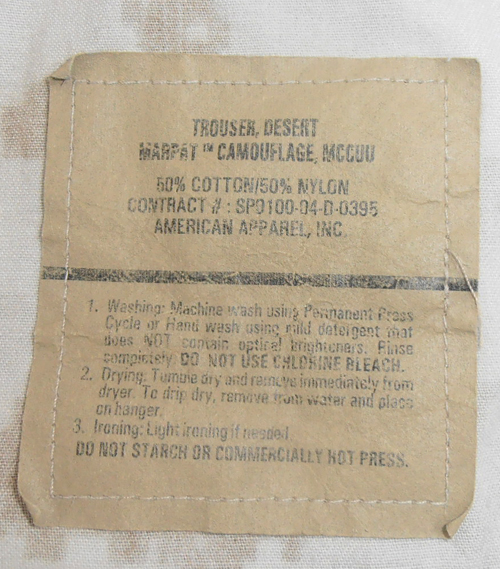 TROUSER, DESERT
MARPAT™ CAMOUFLAGE, MCCUU
50% COTTON/50% NYLON
CONTRACT # : SP0100-04-D-0395
AMERICAN APPAREL, INC.
1. Washing: Machine wash using Permanent Press
Cycle or Hand wash using mild detergent that
does NOT contain optical brighteners. Rinse
completely. DO NOT USE CHLORINE BLEACH.
2. Drying: Tumble dry and remove immediately from
dryer. To drip dry, remove from water and place
on hanger.
3. Ironing: Light ironing if needed.
DO NOT STARCH OR COMMERCIALLY HOT PRESS.